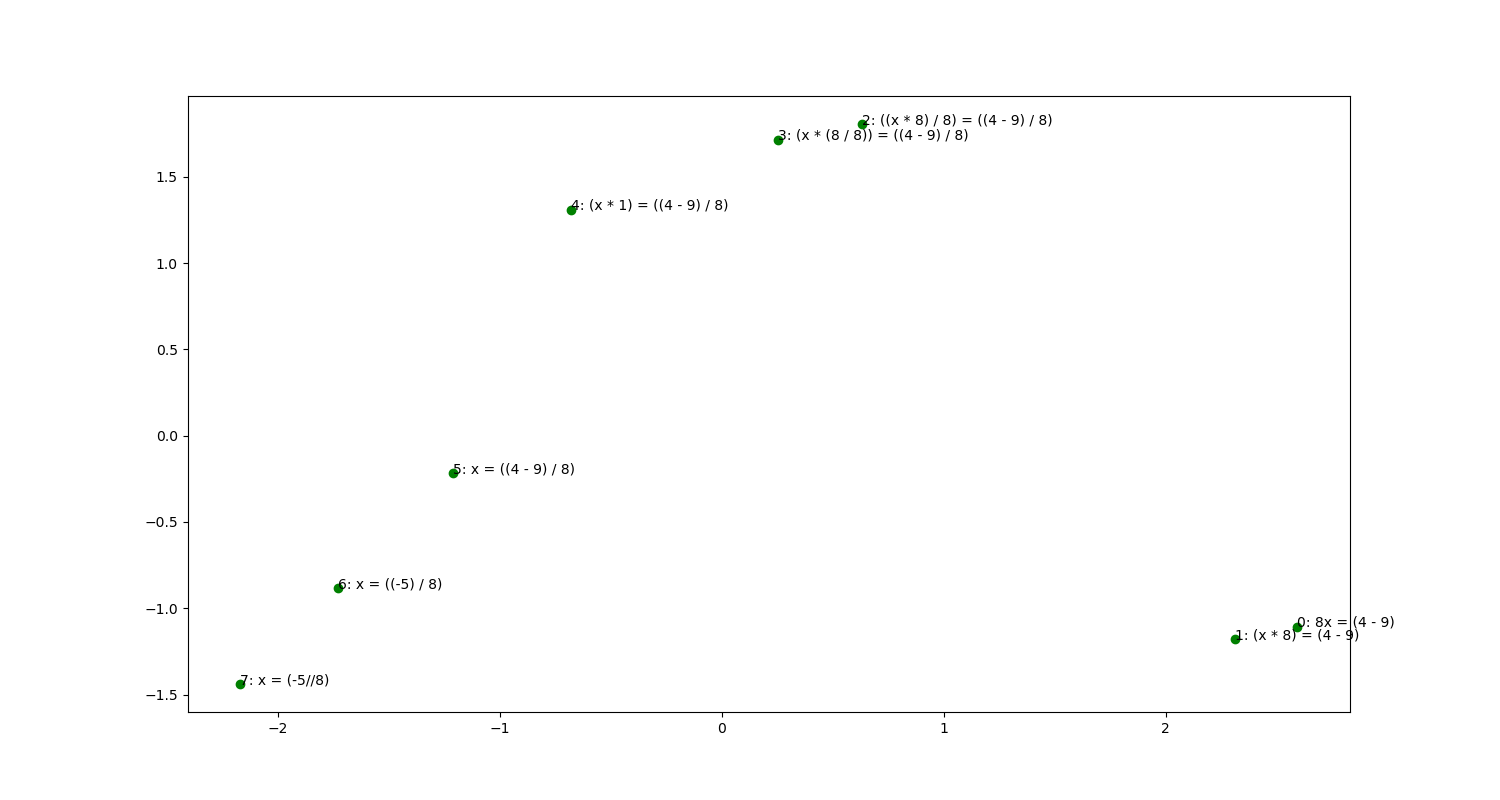 2: ((x * 8) / 8) = ((4 - 9) / 8)
3: (x * (8 / 8)) = ((4 - 9) / 8)
1.5
4: (x * 1) = ((4 - 9) / 8)
1.0
0.5
0.0
5: x = ((4 - 9) / 8)
−0.5
6: x = ((-5) / 8)
−1.0
0: 8x = (4 - 9)
1: (x * 8) = (4 - 9)
7: x = (-5//8)
−1.5
−2
−1
0
1
2